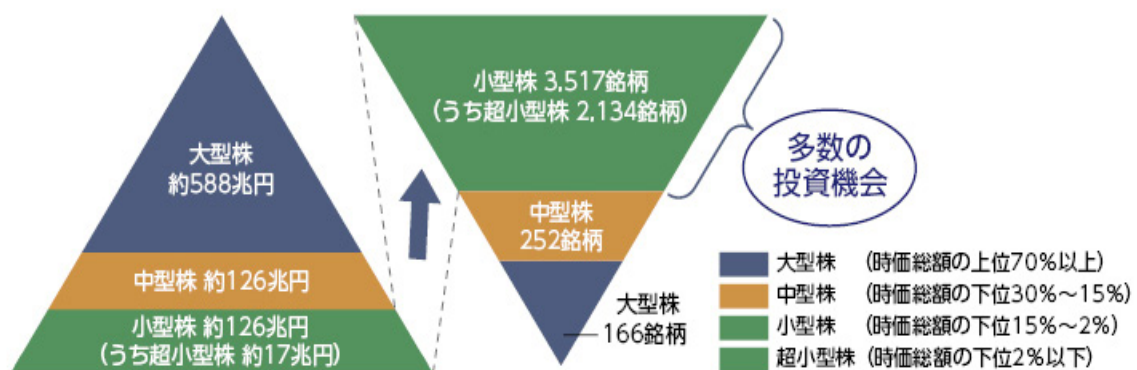 大型株
約588兆円
中型株 約126兆円
小型株 約126兆円
(うち超小型株 約17兆円)
小型株 3,517銘柄
(うち超小型株 2,134銘柄)
中型株
252銘柄
大型株
166銘柄
多数の
投資機会
大型株 (時価総額の上位70%以上)
中型株 (時価総額の下位30%～15%)
小型株 (時価総額の下位15%～2%)
超小型株 (時価総額の下位2%以下)